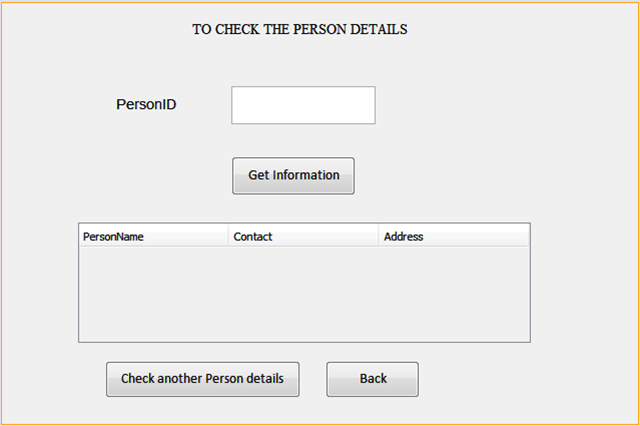 TO CHECK THE PERSON DETAILS
PersonID
Get Information
PersonName Contact Address
Check another Person details Back